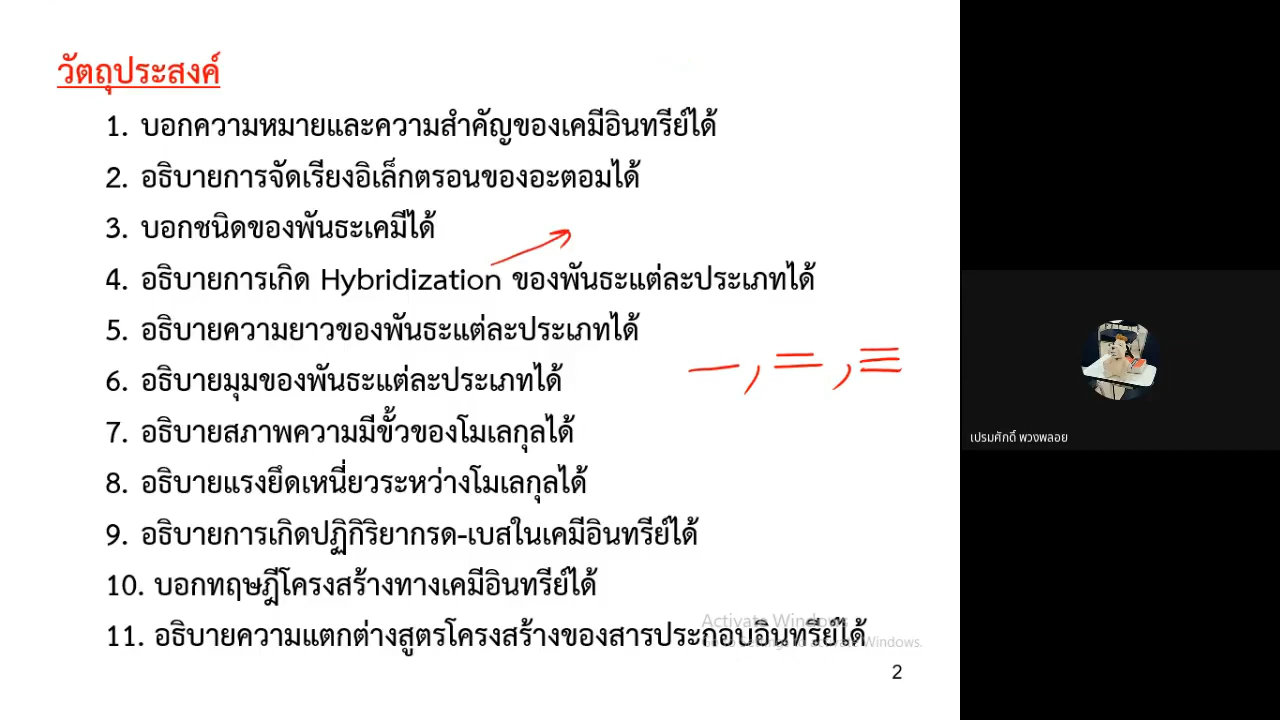 วัตถุประสงค์
1. บอกความหมายและความสำคัญของเคมีอินทรีย์ได้
2. อธิบายการจัดเรียงอิเล็กตรอนของอะตอมได้
3. บอกชนิดของพันธะเคมีได้
4. อธิบายการเกิด Hybridization ของพันธะแต่ละประเภทได้
5. อธิบายความยาวของพันธะแต่ละประเภทได้
—, =, ≡
6. อธิบายมุมของพันธะแต่ละประเภทได้
เปรมศักดิ์ พวงพลอย
7. อธิบายสภาพความมีขั้วของโมเลกุลได้
8. อธิบายแรงยึดเหนี่ยวระหว่างโมเลกุลได้
9. อธิบายการเกิดปฏิกิริยากรด-เบสในเคมีอินทรีย์ได้
10. บอกทฤษฎีโครงสร้างทางเคมีอินทรีย์ได้
Activate Windows
11. อธิบายความแตกต่างสูตรโครงสร้างของสารประกอบอินทรีย์ได้
Go to Settings to activate Windows.
2